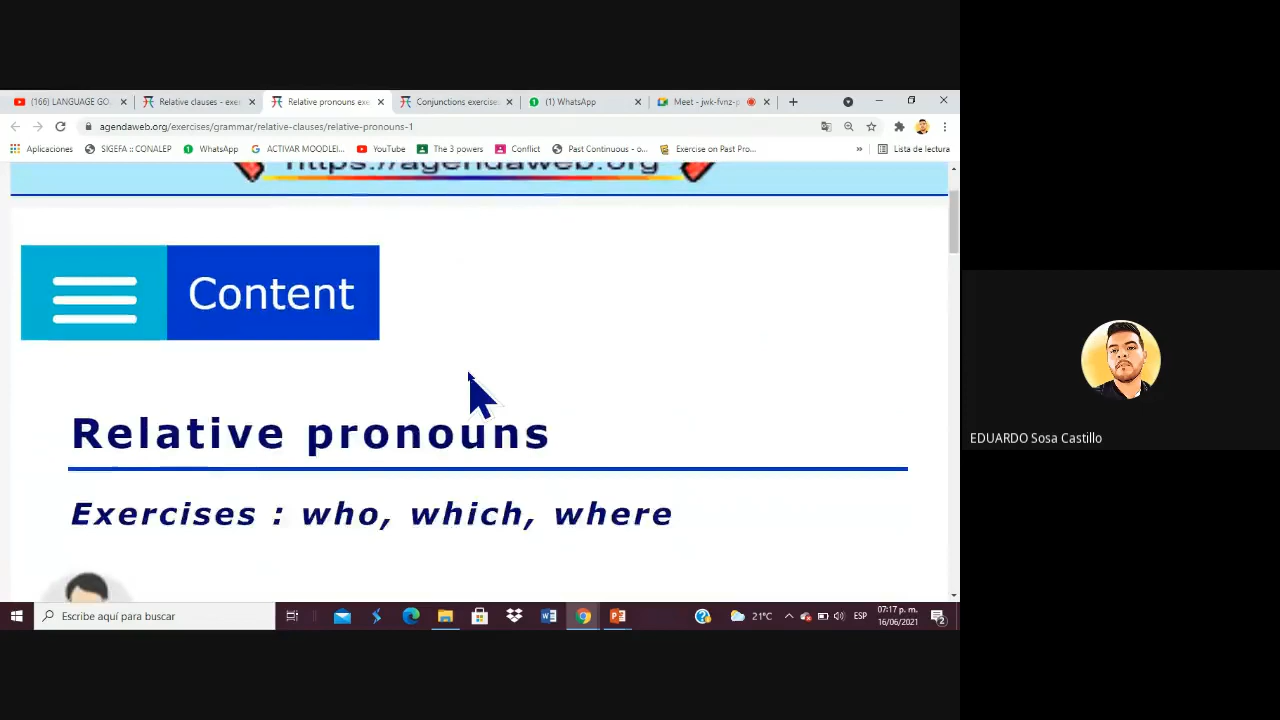 (166) LANGUAGE GO
Relative clauses - exer
Relative pronouns exe
Conjunctions exercise
(1) WhatsApp
Meet - jwk-fvnz-p
agendaweb.org/exercises/grammar/relative-clauses/relative-pronouns-1
Aplicaciones
SIGEFA :: CONALEP
WhatsApp
ACTIVAR MOODLEI...
YouTube
The 3 powers
Conflict
Past Continuous - o...
Exercise on Past Pro...
»
Lista de lectura
https://agendaweb.org
Content
Relative pronouns
Exercises : who, which, where
EDUARDO Sosa Castillo
Escribe aquí para buscar
21°C
ESP
07:17 p. m.
16/06/2021
2